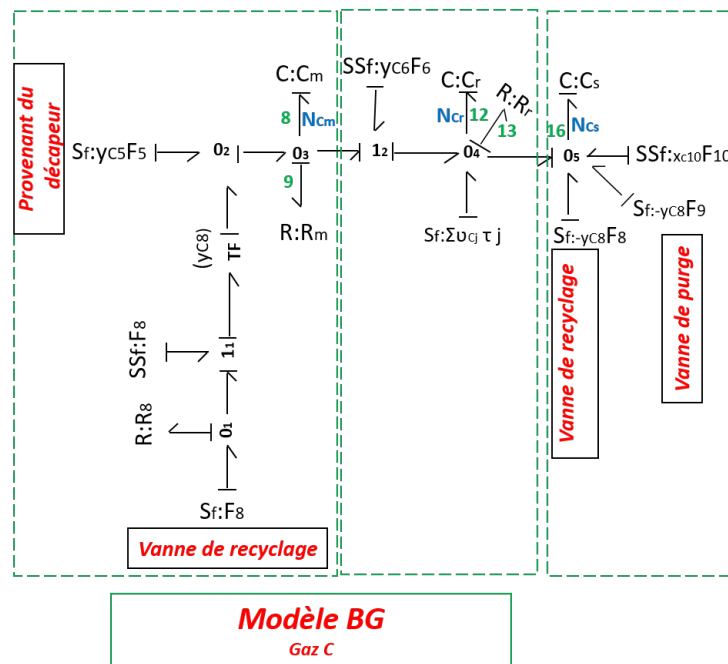 Provenant du
décapeur
Sf:yC5F5
02
C:Cm
8
NCm
03
9
R:Rm
SSf:yC6F6
12
C:Cr
NCr
12
R:Rr
13
04
Sf:ΣυCj τ j
C:Cs
16
NCs
05
SSf:xc10F10
Sf:-yC8F9
Sf:-yC8F8
(yC8)
TF
SSf:F8
11
R:R8
01
Sf:F8
Vanne de recyclage
Vanne de recyclage
Vanne de purge
Modèle BG
Gaz C